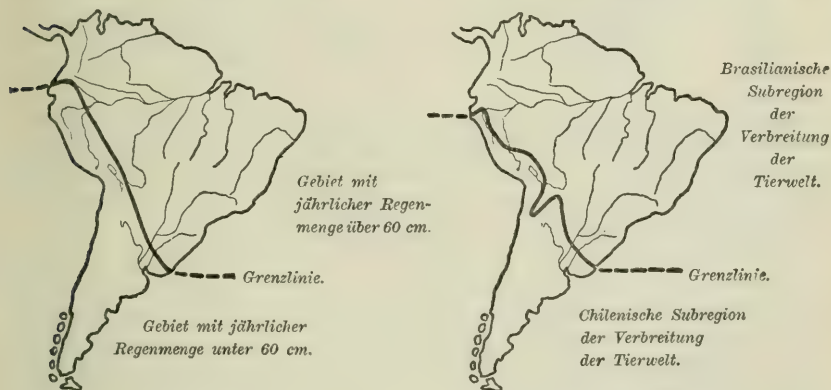 Gebiet mit
jährlicher Regen-
menge über 60 cm.
Grenzlinie.
Gebiet mit jährlicher
Regenmenge unter 60 cm.
Brasilianische
Subregion
der
Verbreitung
der
Tierwelt.
Grenzlinie.
Chilenische Subregion
der Verbreitung
der Tierwelt.